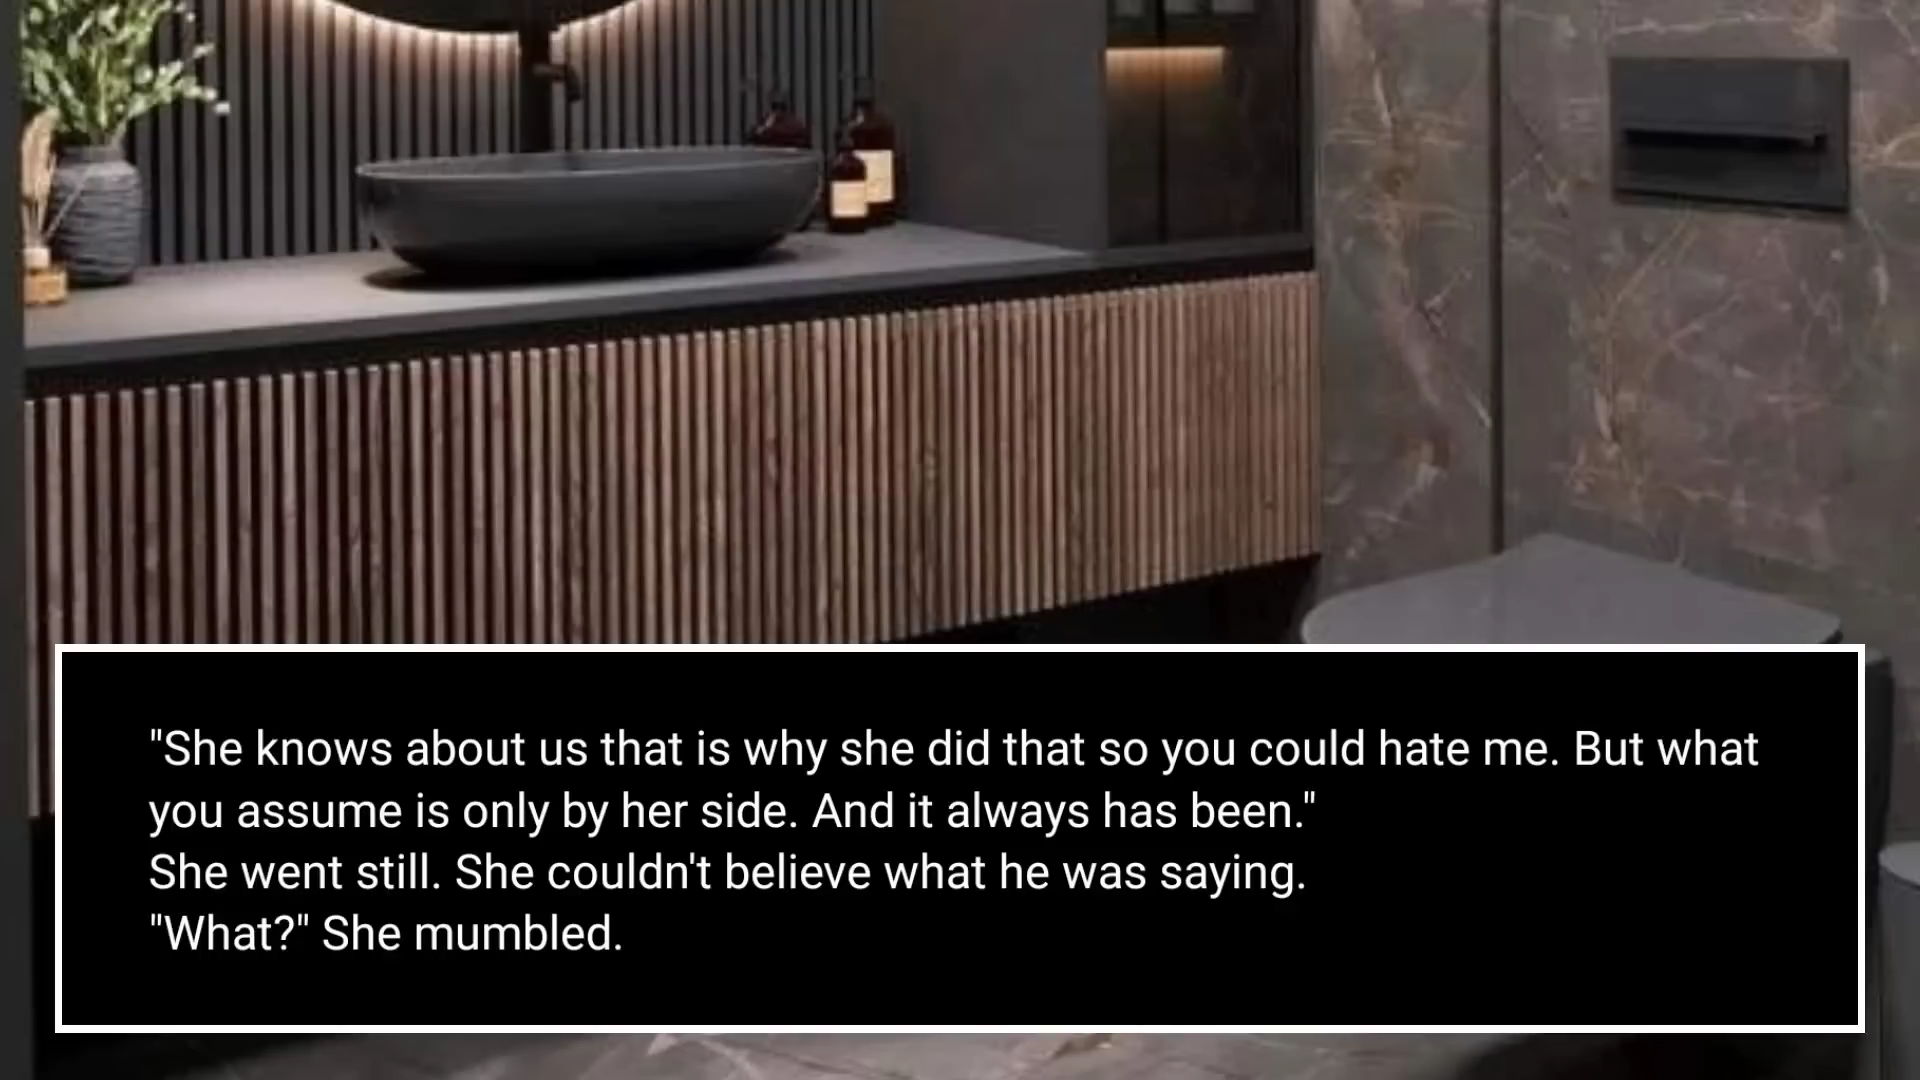 "She knows about us that is why she did that so you could hate me. But what
you assume is only by her side. And it always has been."
She went still. She couldn't believe what he was saying.
"What?" She mumbled.